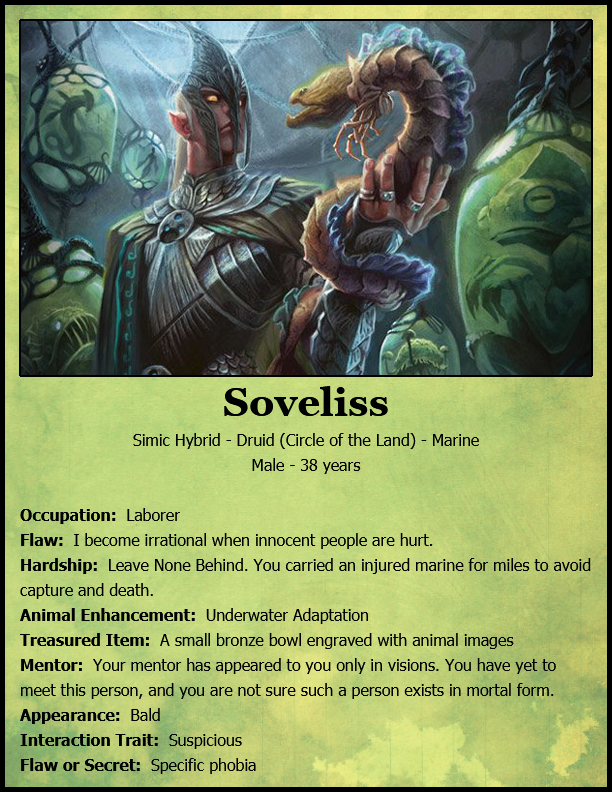 Soveliss
Simic Hybrid - Druid (Circle of the Land) - Marine
Male - 38 years
Occupation: Laborer
Flaw: I become irrational when innocent people are hurt.
Hardship: Leave None Behind. You carried an injured marine for miles to avoid
capture and death.
Animal Enhancement: Underwater Adaptation
Treasured Item: A small bronze bowl engraved with animal images
Mentor: Your mentor has appeared to you only in visions. You have yet to
meet this person, and you are not sure such a person exists in mortal form.
Appearance: Bald
Interaction Trait: Suspicious
Flaw or Secret: Specific phobia